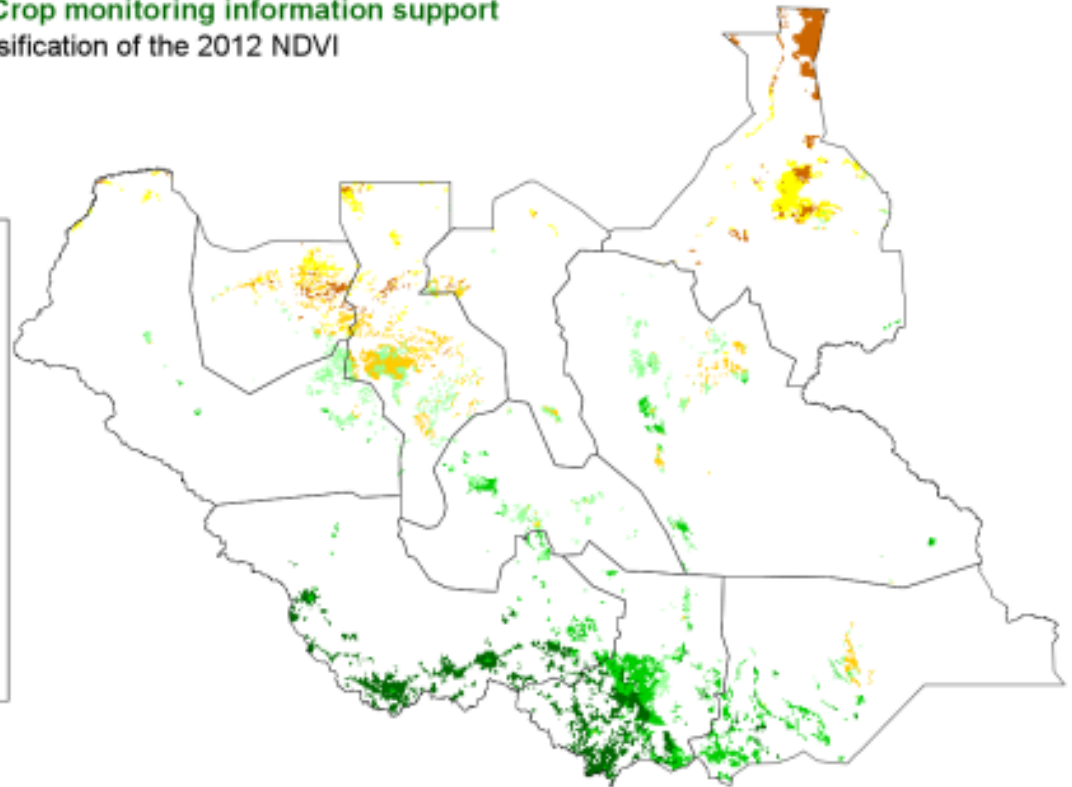 Crop monitoring information support
sification of the 2012 NDVI